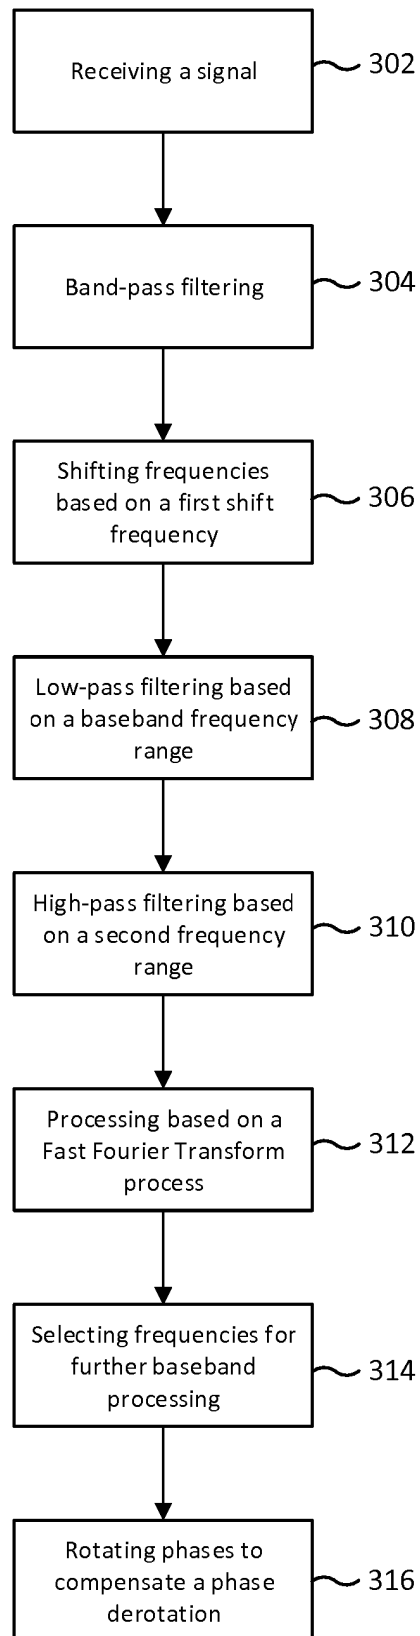 Receiving a signal
302
Band-pass filtering
304
Shifting frequencies
based on a first shift
frequency
306
Low-pass filtering based
on a baseband frequency
range
308
High-pass filtering based
on a second frequency
range
310
Processing based on a
Fast Fourier Transform
process
312
Selecting frequencies for
further baseband
processing
314
Rotating phases to
compensate a phase
derotation
316